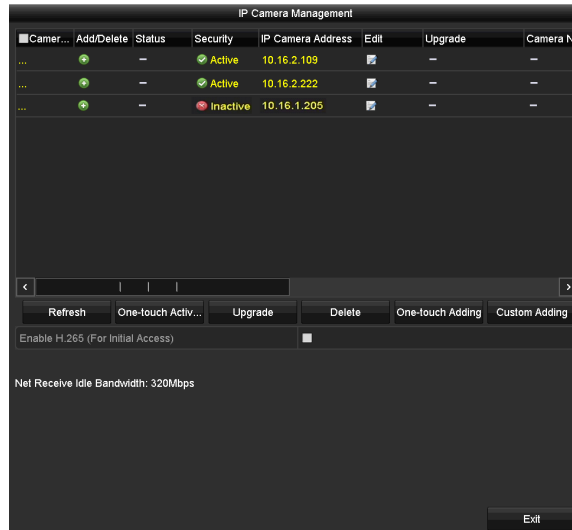 IP Camera Management
Camer... Add/Delete Status Security IP Camera Address Edit Upgrade Camera N
... – Active 10.16.2.109 –
... – Active 10.16.2.222 –
... – Inactive 10.16.1.205 –
Refresh One-touch Activ... Upgrade Delete One-touch Adding Custom Adding
Enable H.265 (For Initial Access)
Net Receive Idle Bandwidth: 320Mbps
Exit